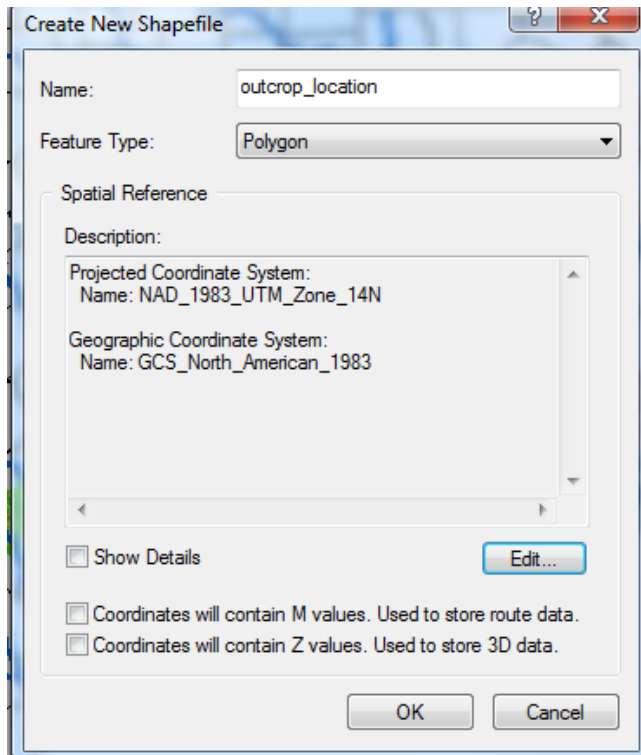 Create New Shapefile
Name: outcrop_location
Feature Type: Polygon
Spatial Reference
Description:
Projected Coordinate System:
Name: NAD_1983_UTM_Zone_14N
Geographic Coordinate System:
Name: GCS_North_American_1983
Show Details Edit...
Coordinates will contain M values. Used to store route data.
Coordinates will contain Z values. Used to store 3D data.
OK Cancel